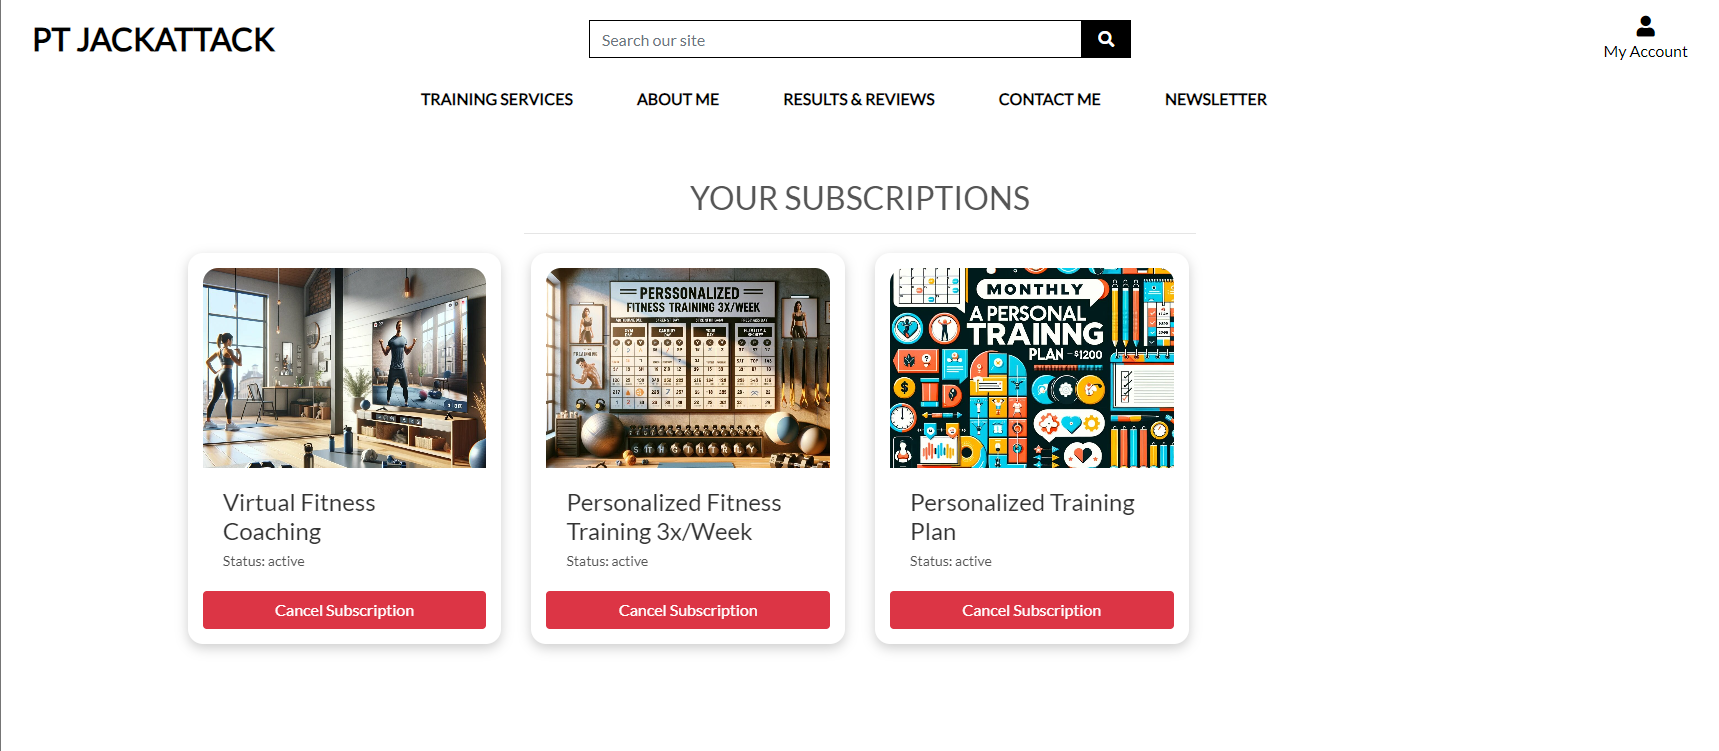 PT JACKATTACK
Search our site
My Account
TRAINING SERVICES
ABOUT ME
RESULTS & REVIEWS
CONTACT ME
NEWSLETTER
YOUR SUBSCRIPTIONS
PERSSONALIZED
FITNESS TRAINING 3X/WEEK
MONTHLY
A PERSONAL
TRAINNG
PLAN -$1200
Virtual Fitness
Coaching
Status: active
Cancel Subscription
Personalized Fitness
Training 3x/Week
Status: active
Cancel Subscription
Personalized Training
Plan
Status: active
Cancel Subscription